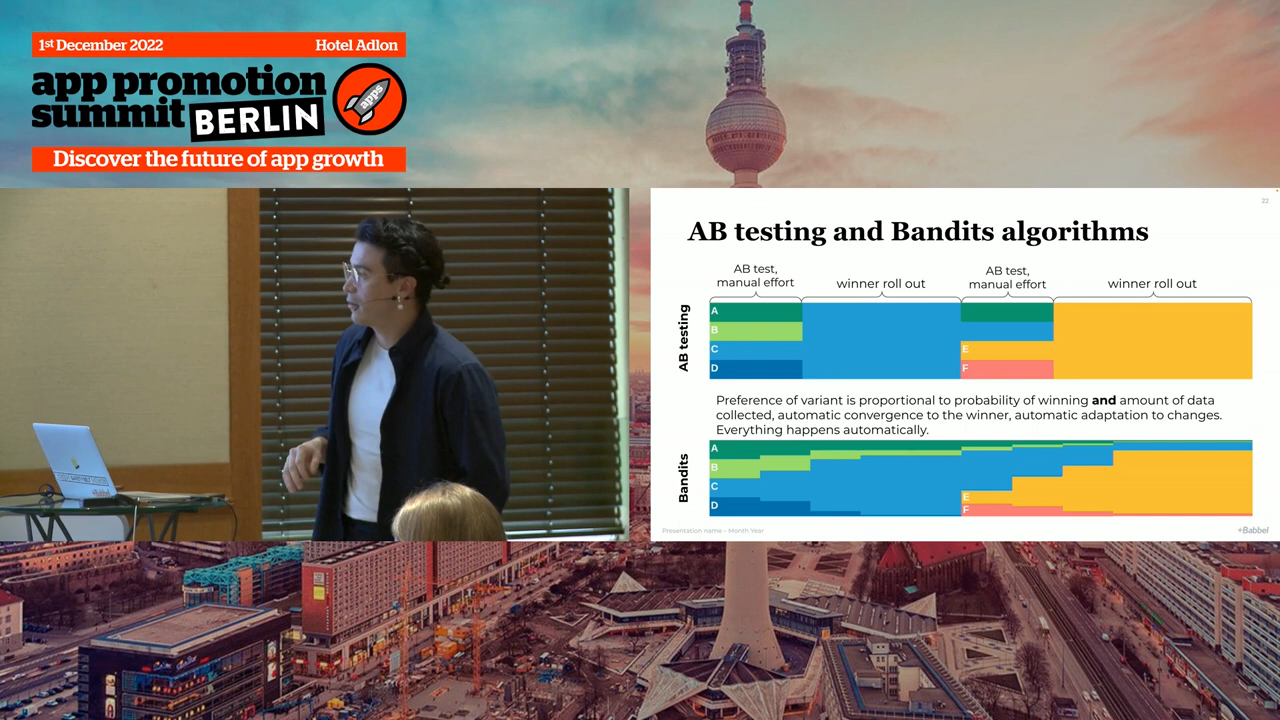 1st December 2022
Hotel Adlon
app promotion
summit BERLIN
apps
Discover the future of app growth
22
AB testing and Bandits algorithms
AB test,
manual effort
winner roll out
AB test,
manual effort
winner roll out
AB testing
A
B
C
D
E
F
Preference of variant is proportional to probability of winning and amount of data
collected, automatic convergence to the winner, automatic adaptation to changes.
Everything happens automatically.
Bandits
A
B
C
D
E
F
Presentation name – Month Year
+Babbel